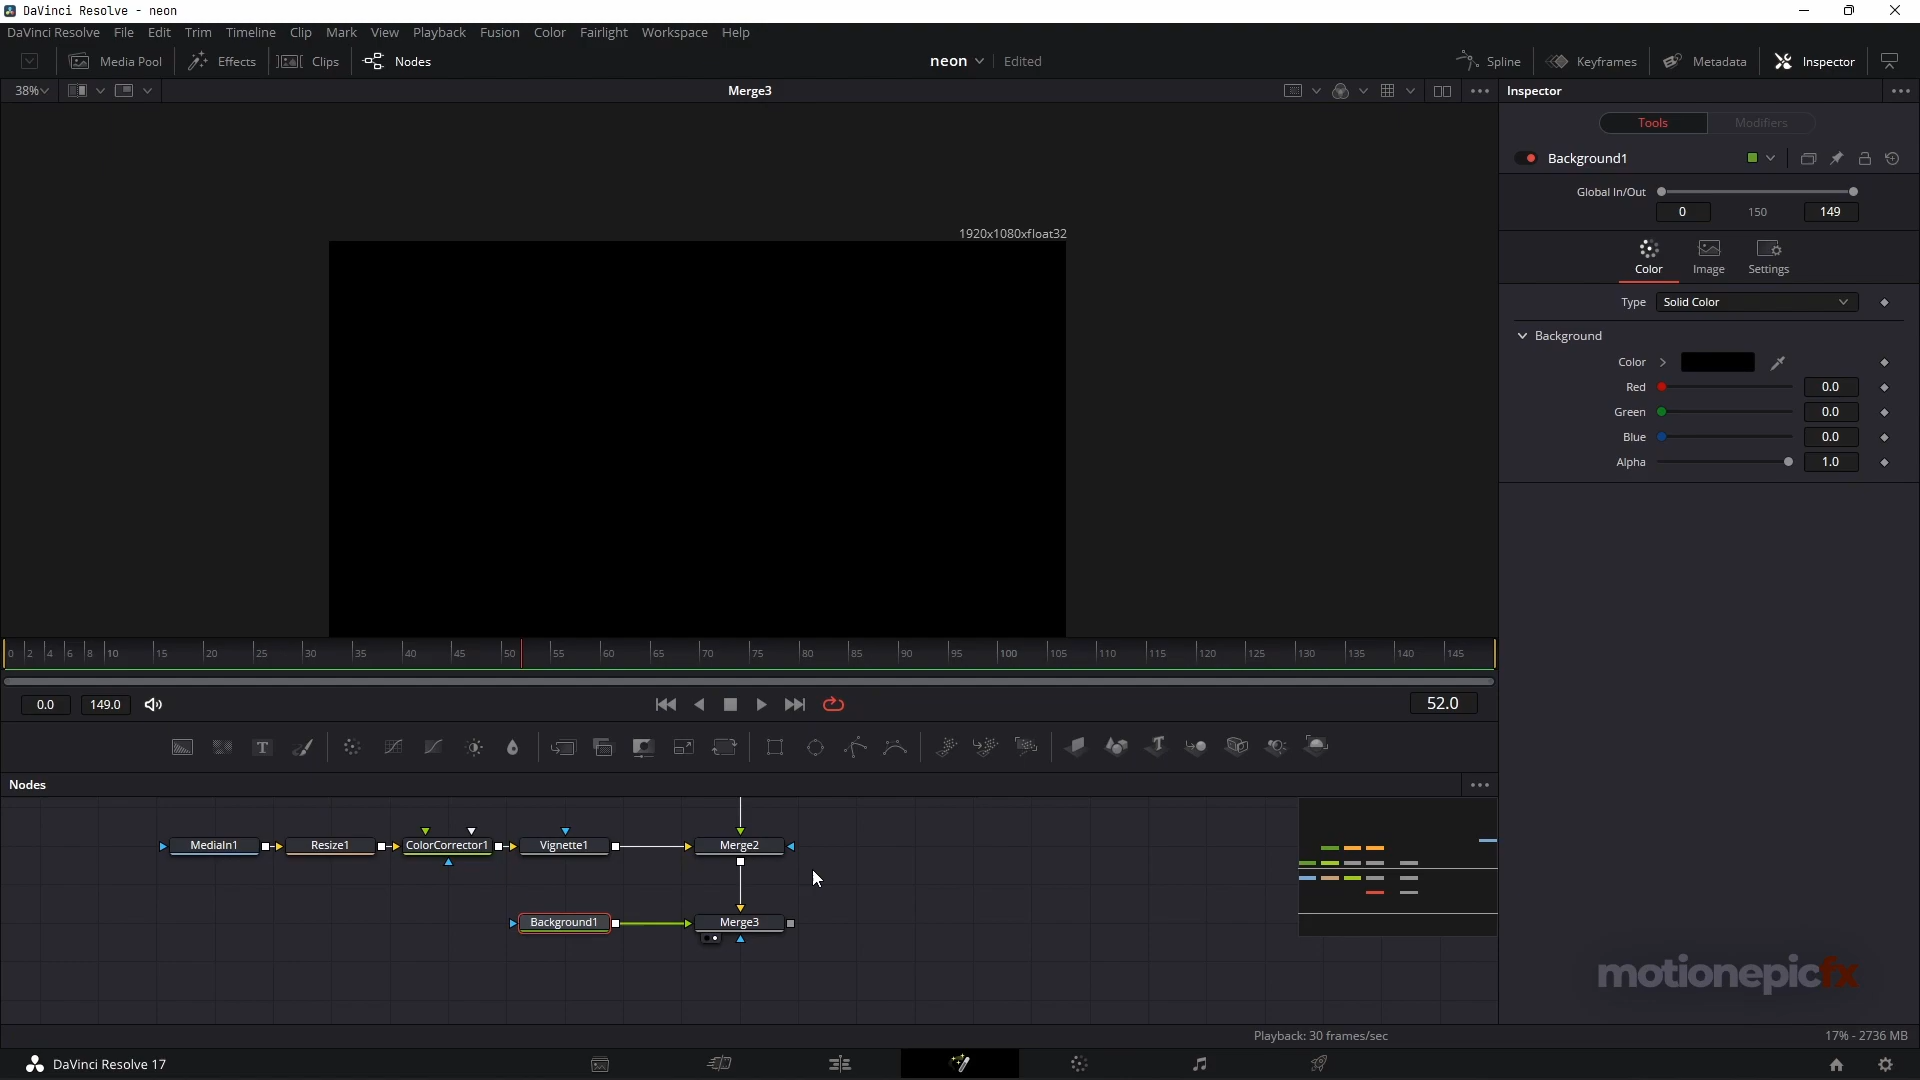 DaVinci Resolve - neon
DaVinci Resolve File Edit Trim Timeline Clip Mark View Playback Fusion Color Fairlight Workspace Help
Media Pool Effects Clips Nodes neon Edited Spline Keyframes Metadata Inspector
38% Merge3 Inspector
Tools Modifiers
Background1
Global In/Out
0 150 149
1920x1080xfloat32
Color Image Settings
Type Solid Color
Background
Color
Red 0.0
Green 0.0
Blue 0.0
Alpha 1.0
0 2 4 6 8 10 15 20 25 30 35 40 45 50 55 60 65 70 75 80 85 90 95 100 105 110 115 120 125 130 135 140 145
0.0 149.0 52.0
Nodes
MediaIn1 Resize1 ColorCorrector1 Vignette1 Merge2
Background1 Merge3
motionepicfx
Playback: 30 frames/sec 17% - 2736 MB
DaVinci Resolve 17